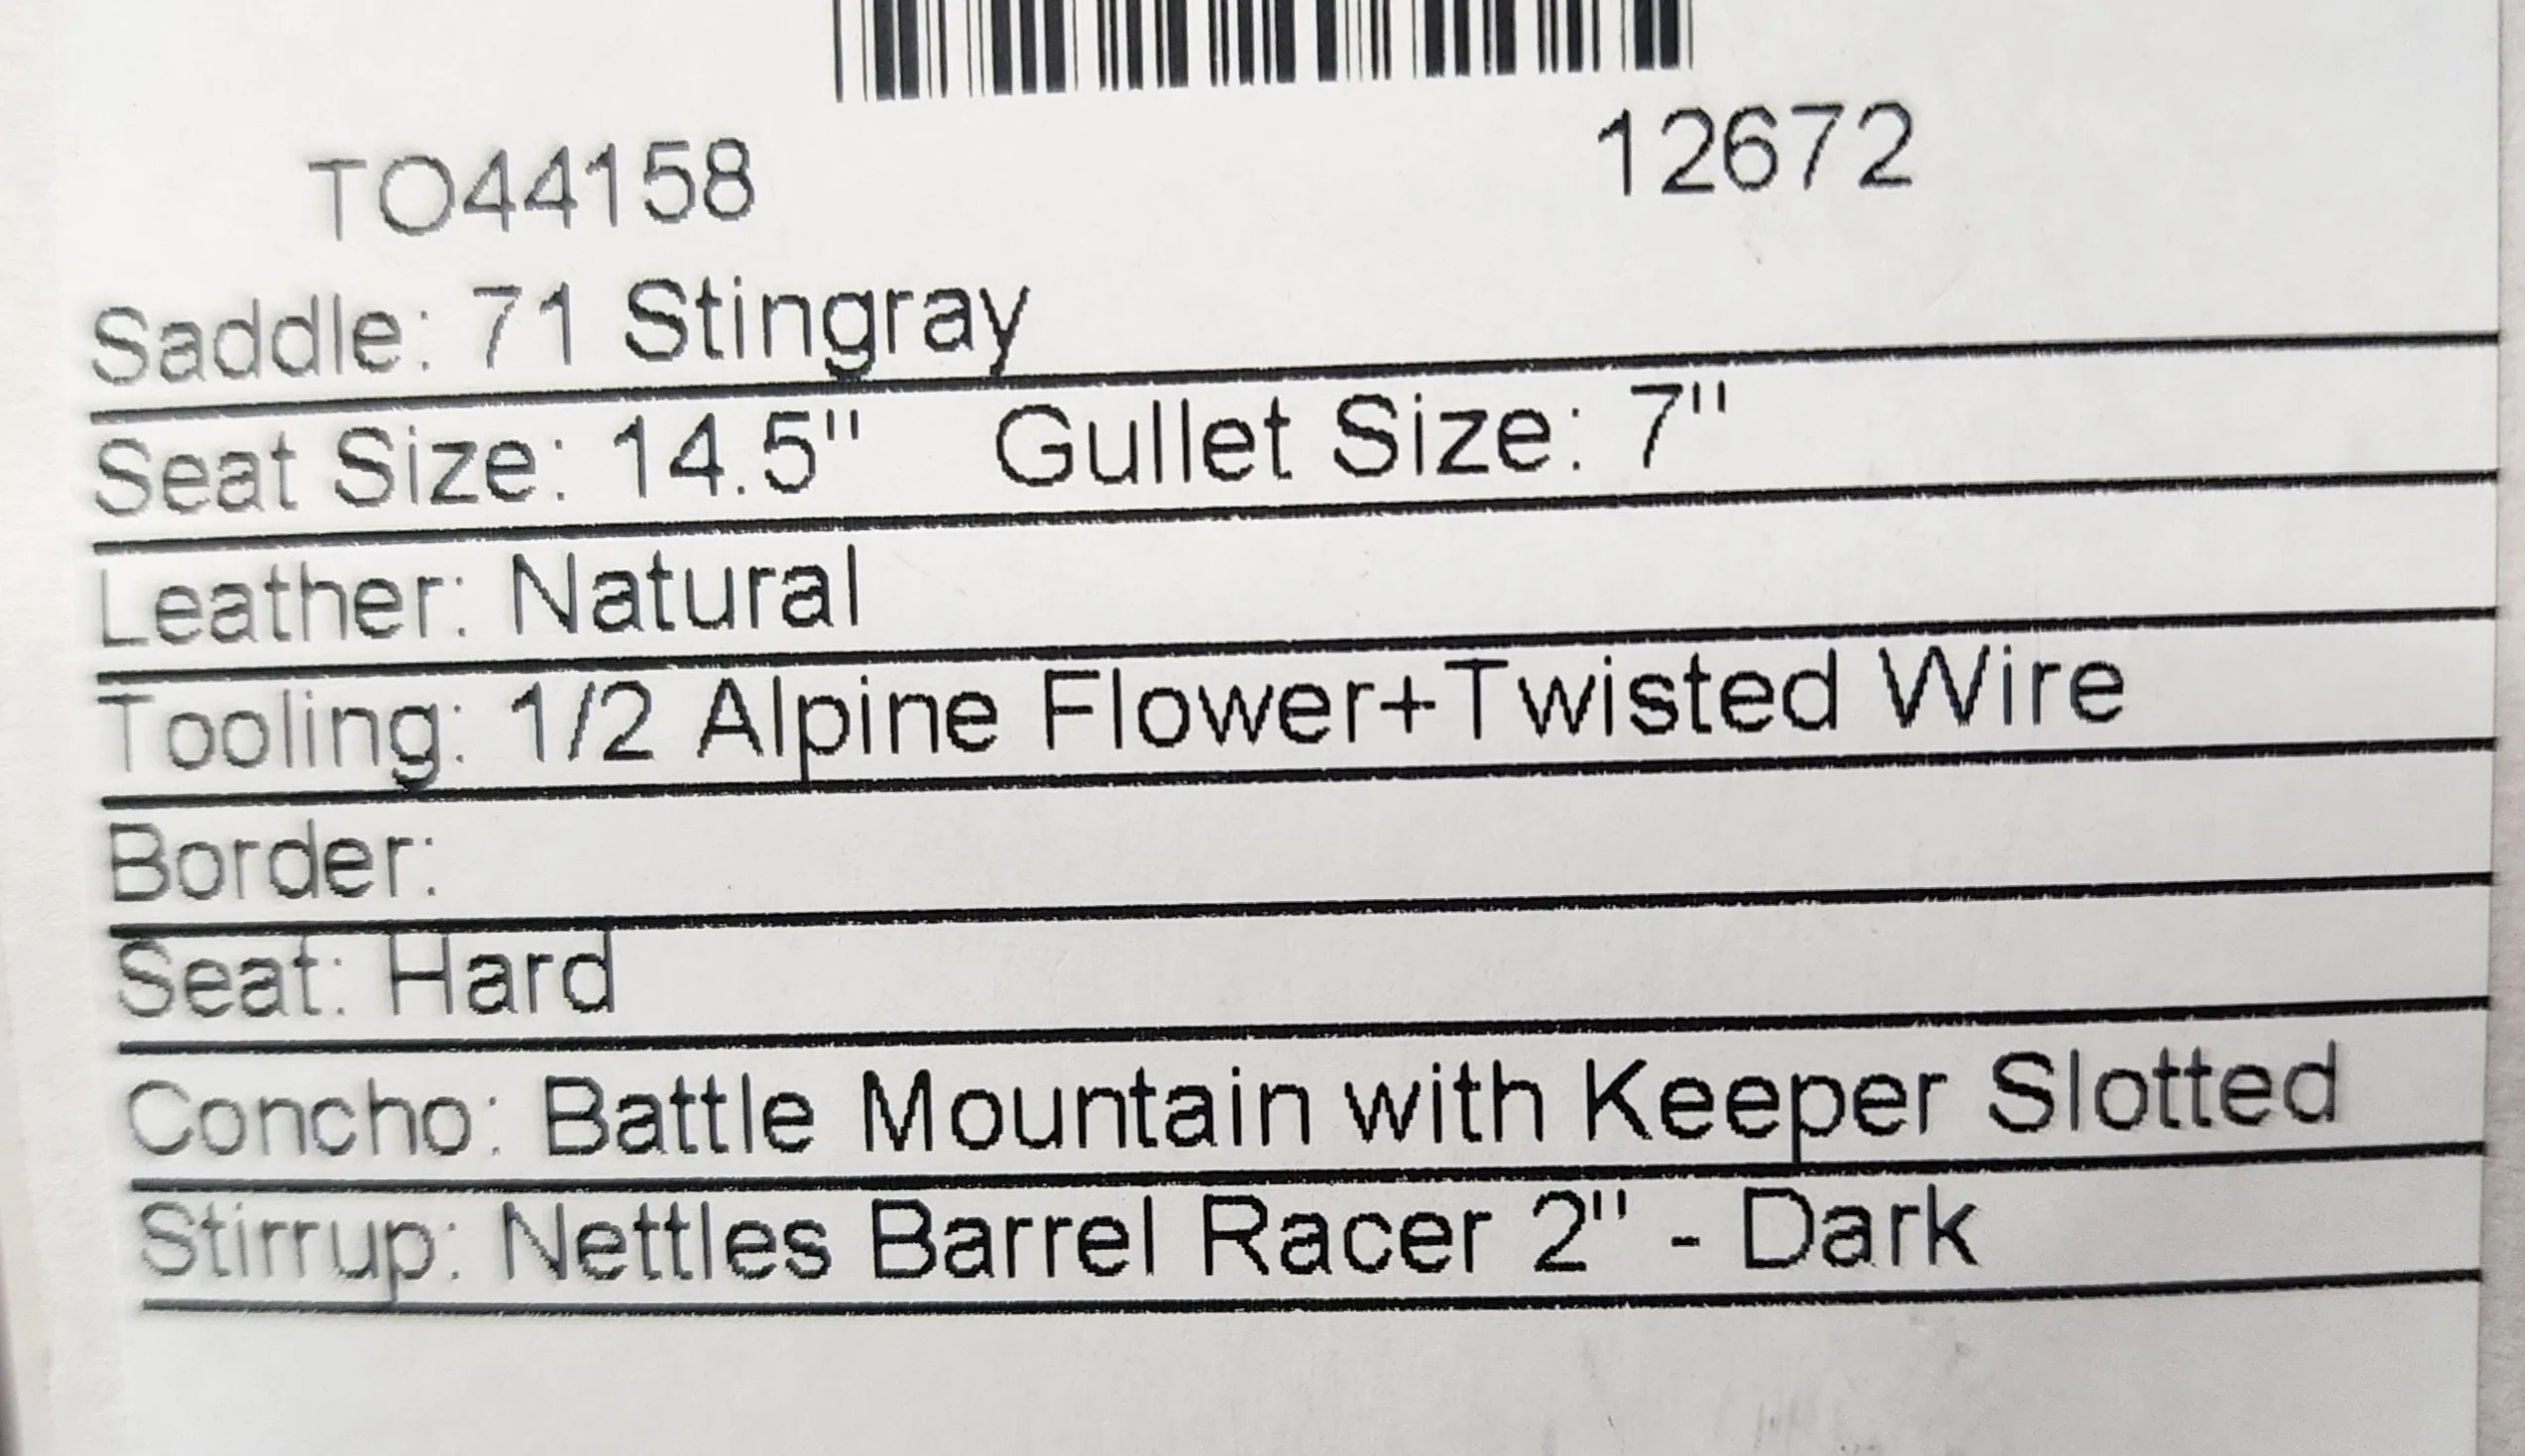 TO44158 12672
Saddle: 71 Stingray
Seat Size: 14.5" Gullet Size: 7"
Leather: Natural
Tooling: 1/2 Alpine Flower+Twisted Wire
Border:
Seat: Hard
Concho: Battle Mountain with Keeper Slotted
Stirrup: Nettles Barrel Racer 2" - Dark